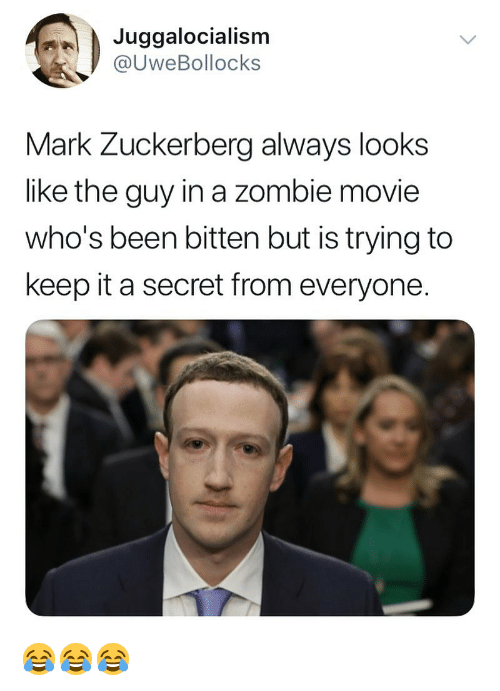 Juggalocialism
@UweBollocks
Mark Zuckerberg always looks
like the guy in a zombie movie
who's been bitten but is trying to
keep it a secret from everyone.
😂😂😂